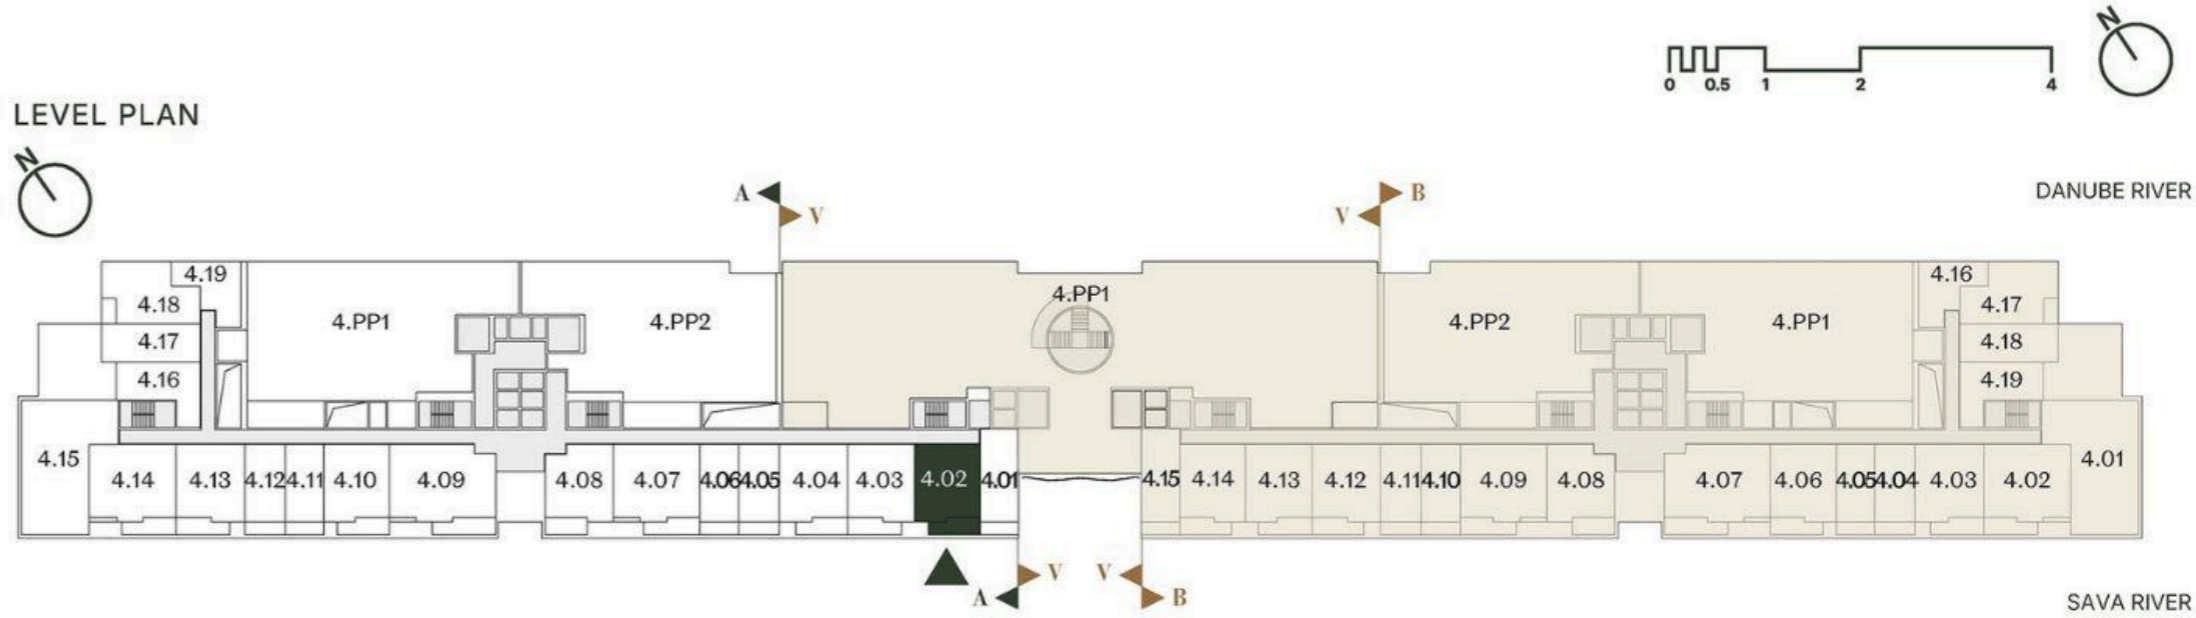 N
0 0.5 1 2 4
LEVEL PLAN
N
DANUBE RIVER
A B
V V
4.19 4.PP1 4.16
4.18 4.17
4.PP1 4.PP2 4.PP2 4.PP1
4.17 4.18
4.16 4.19
4.15 4.01
4.14 4.13 4.12 4.11 4.10 4.09 4.08 4.07 4.06 4.05 4.04 4.03 4.02 4.01 4.15 4.14 4.13 4.12 4.11 4.10 4.09 4.08 4.07 4.06 4.05 4.04 4.03 4.02
V V
A B
SAVA RIVER